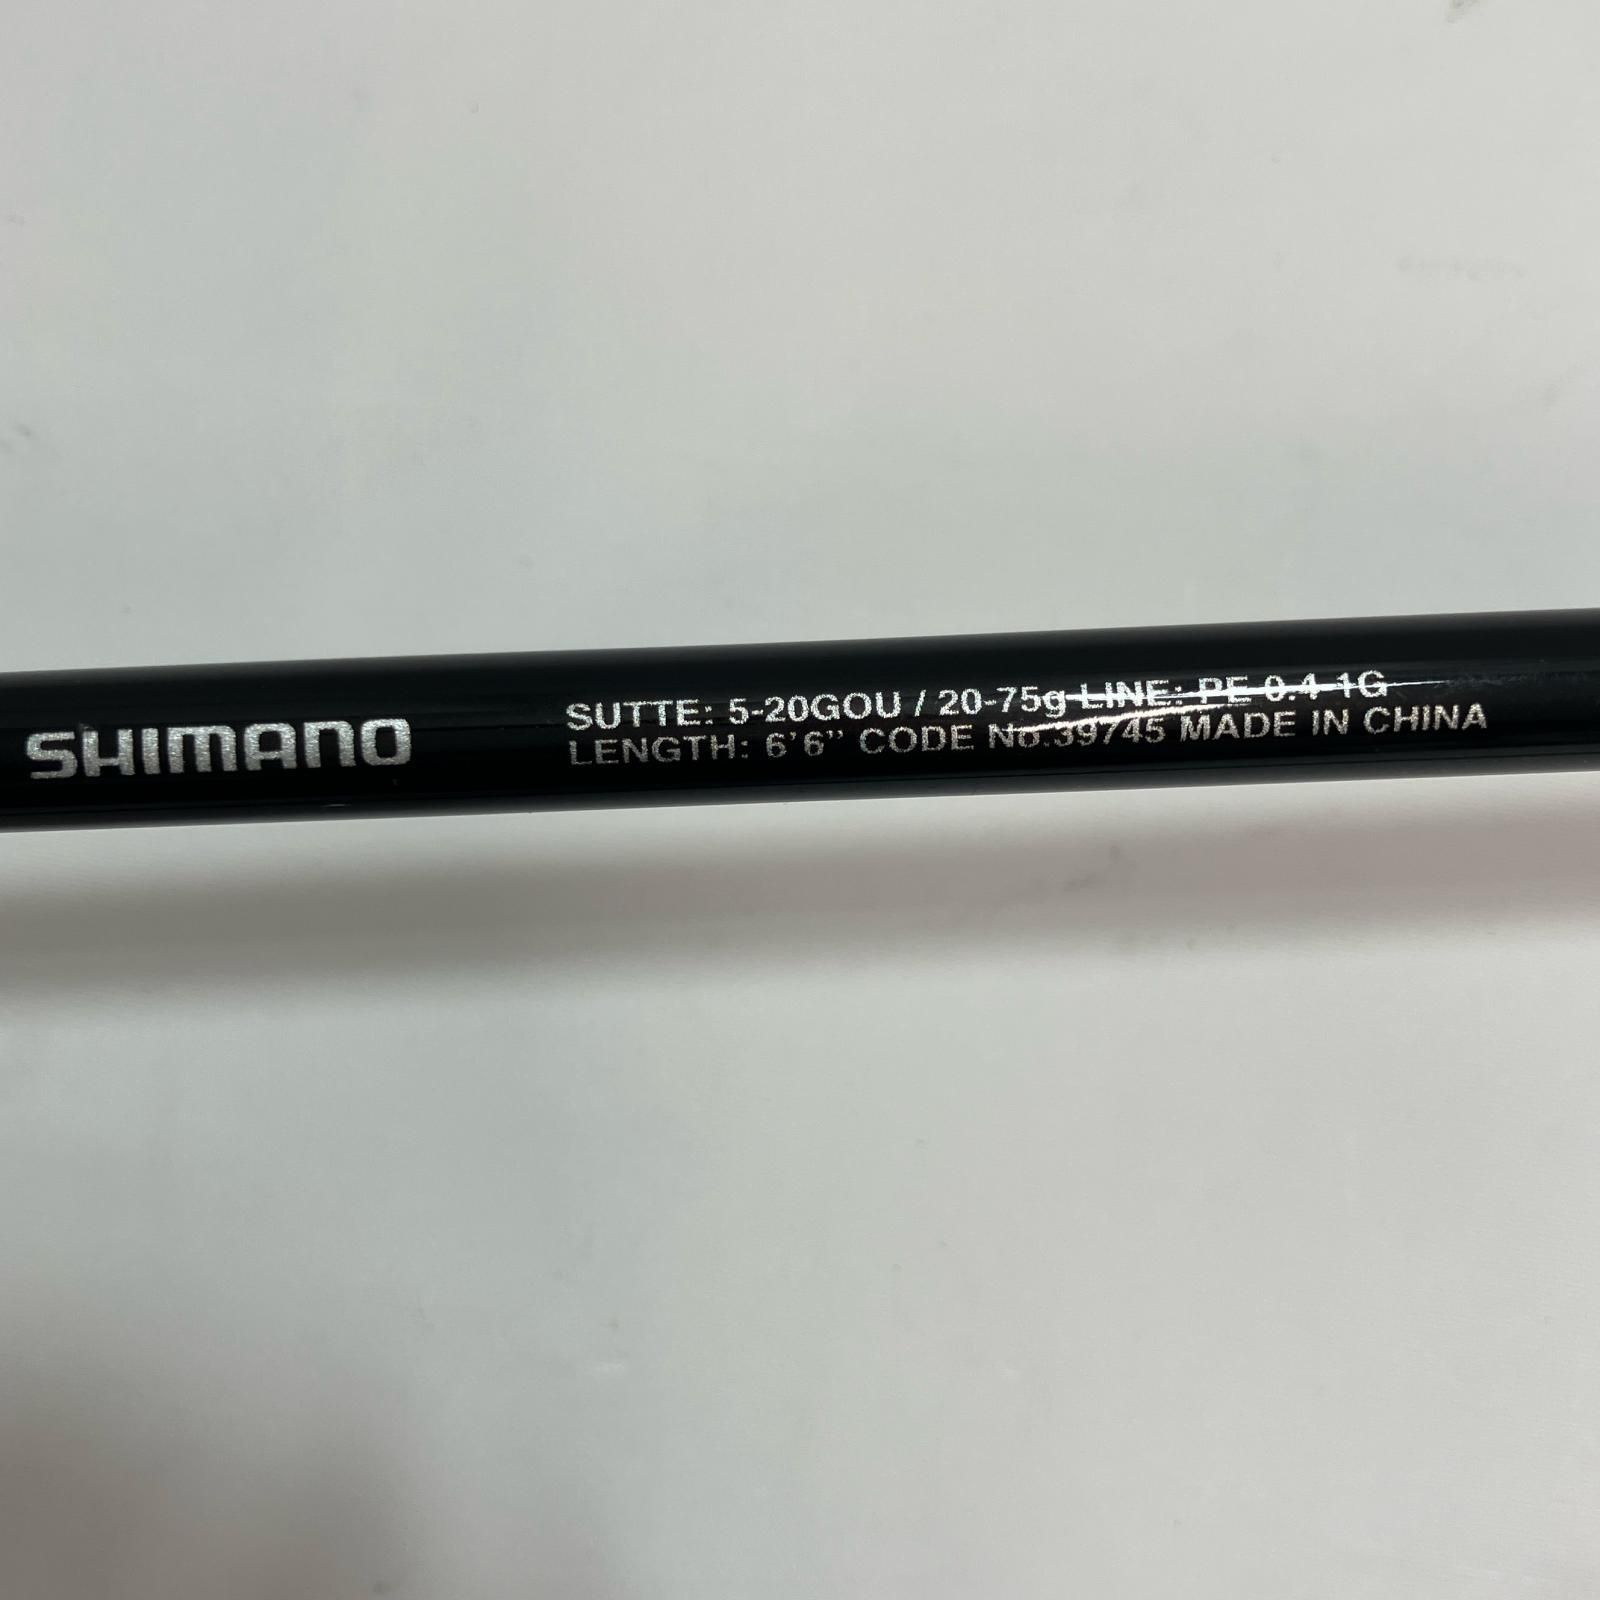 SHIMANO
SUTTE: 5-20GOU / 20-75g LINE: PE 0.4-1G
LENGTH: 6'6" CODE No.39745 MADE IN CHINA